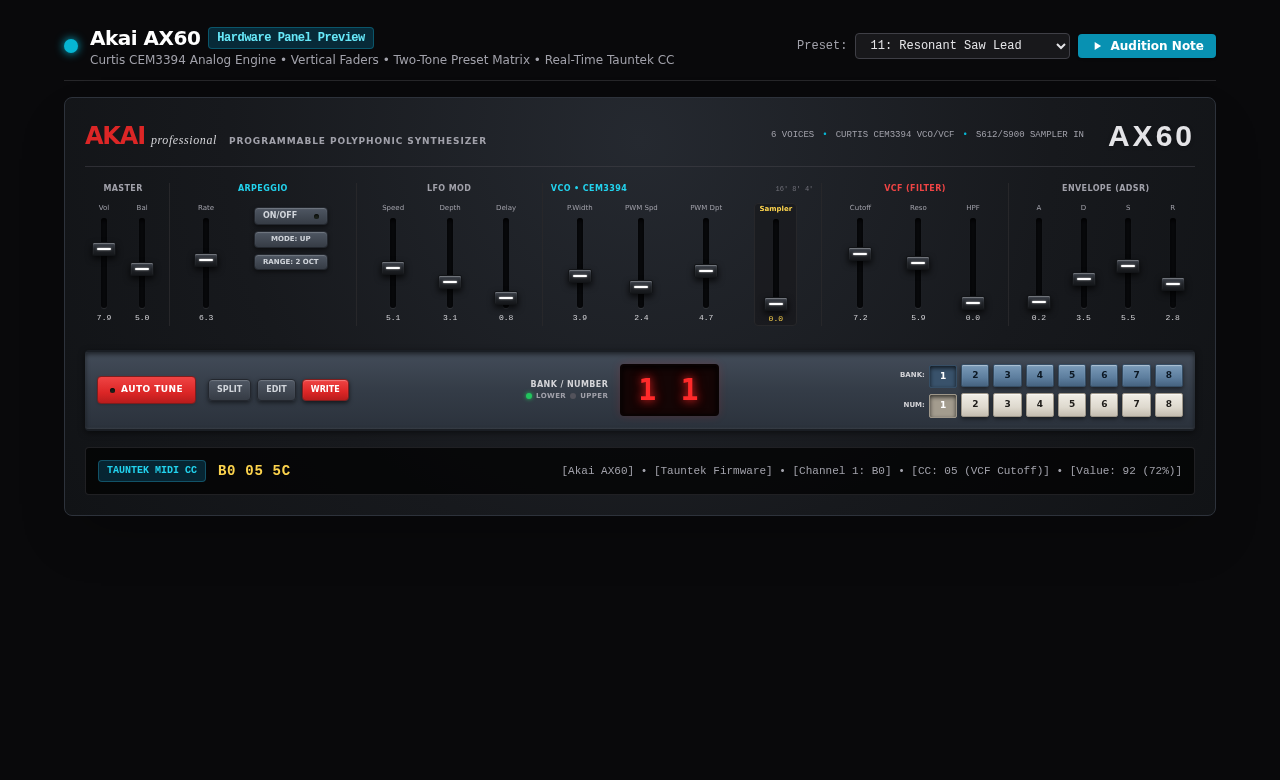 Akai AX60 Hardware Panel Preview
Curtis CEM3394 Analog Engine • Vertical Faders • Two-Tone Preset Matrix • Real-Time Tauntek CC
Preset: 11: Resonant Saw Lead Audition Note
AKAI professional PROGRAMMABLE POLYPHONIC SYNTHESIZER
6 VOICES • CURTIS CEM3394 VCO/VCF • S612/S900 SAMPLER IN AX60
MASTER
Vol Bal
7.9 5.0
ARPEGGIO
Rate
6.3
ON/OFF
MODE: UP
RANGE: 2 OCT
LFO MOD
Speed Depth Delay
5.1 3.1 0.8
VCO • CEM3394 16' 8' 4'
P.Width PWM Spd PWM Dpt Sampler
3.9 2.4 4.7 0.0
VCF (FILTER)
Cutoff Reso HPF
7.2 5.9 0.0
ENVELOPE (ADSR)
A D S R
0.2 3.5 5.5 2.8
AUTO TUNE SPLIT EDIT WRITE
BANK / NUMBER
LOWER UPPER
1 1
BANK: 1 2 3 4 5 6 7 8
NUM: 1 2 3 4 5 6 7 8
TAUNTEK MIDI CC B0 05 5C
[Akai AX60] • [Tauntek Firmware] • [Channel 1: B0] • [CC: 05 (VCF Cutoff)] • [Value: 92 (72%)]